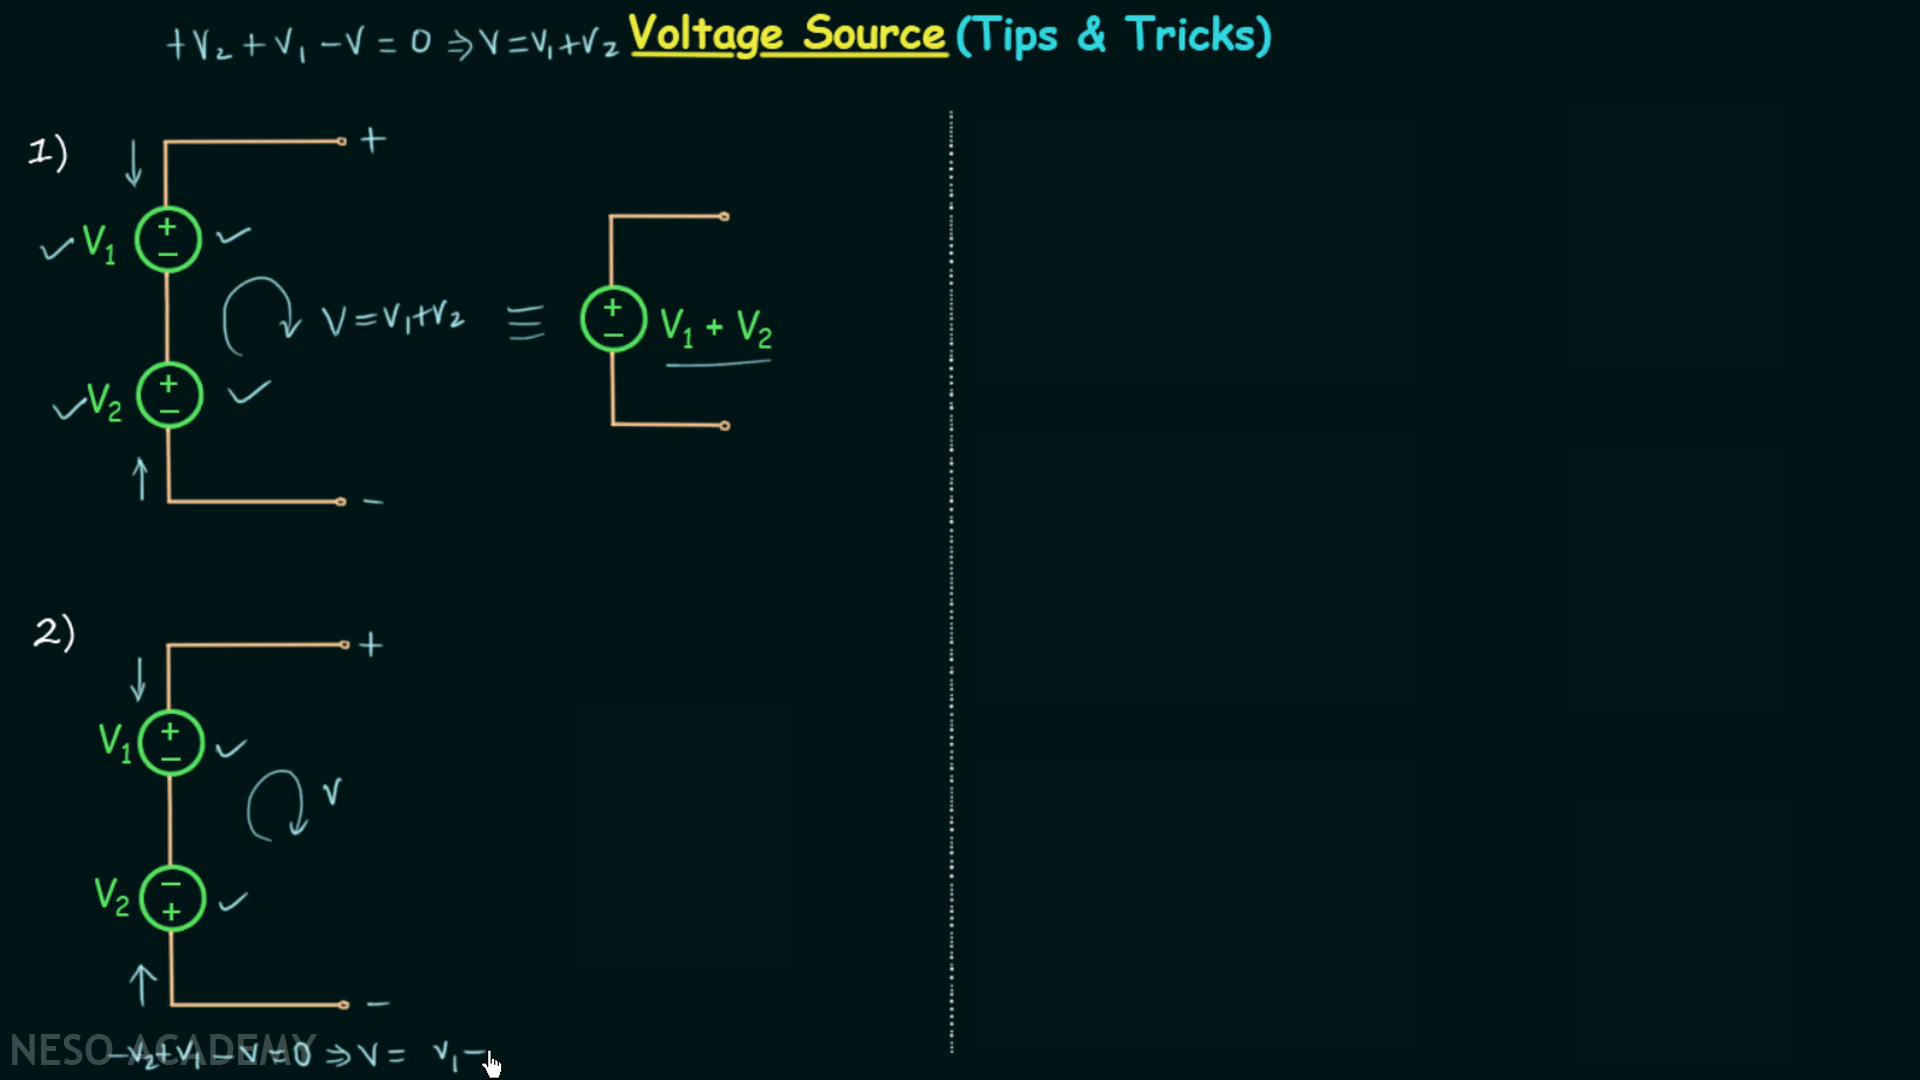 +V₂ + V₁ − V = 0 ⇒ V = V₁ + V₂ Voltage Source (Tips & Tricks)
1)
+
V₁ + −
V = V₁ + V₂ ≡ + − V₁ + V₂
V₂ + −
−
2)
+
V₁ + −
V
V₂ − +
−
NESO ACADEMY
−V₂ + V₁ − V = 0 ⇒ V = V₁ −